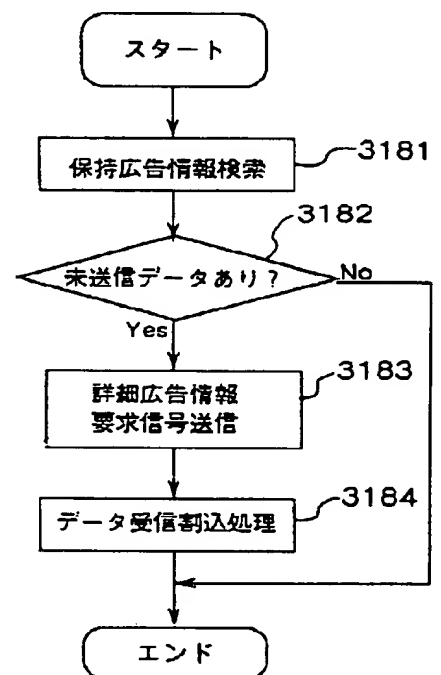 スタート
保持広告情報検索
3181
3182
未送信データあり?
No
Yes
詳細広告情報
要求信号送信
3183
データ受信割込処理
3184
エンド